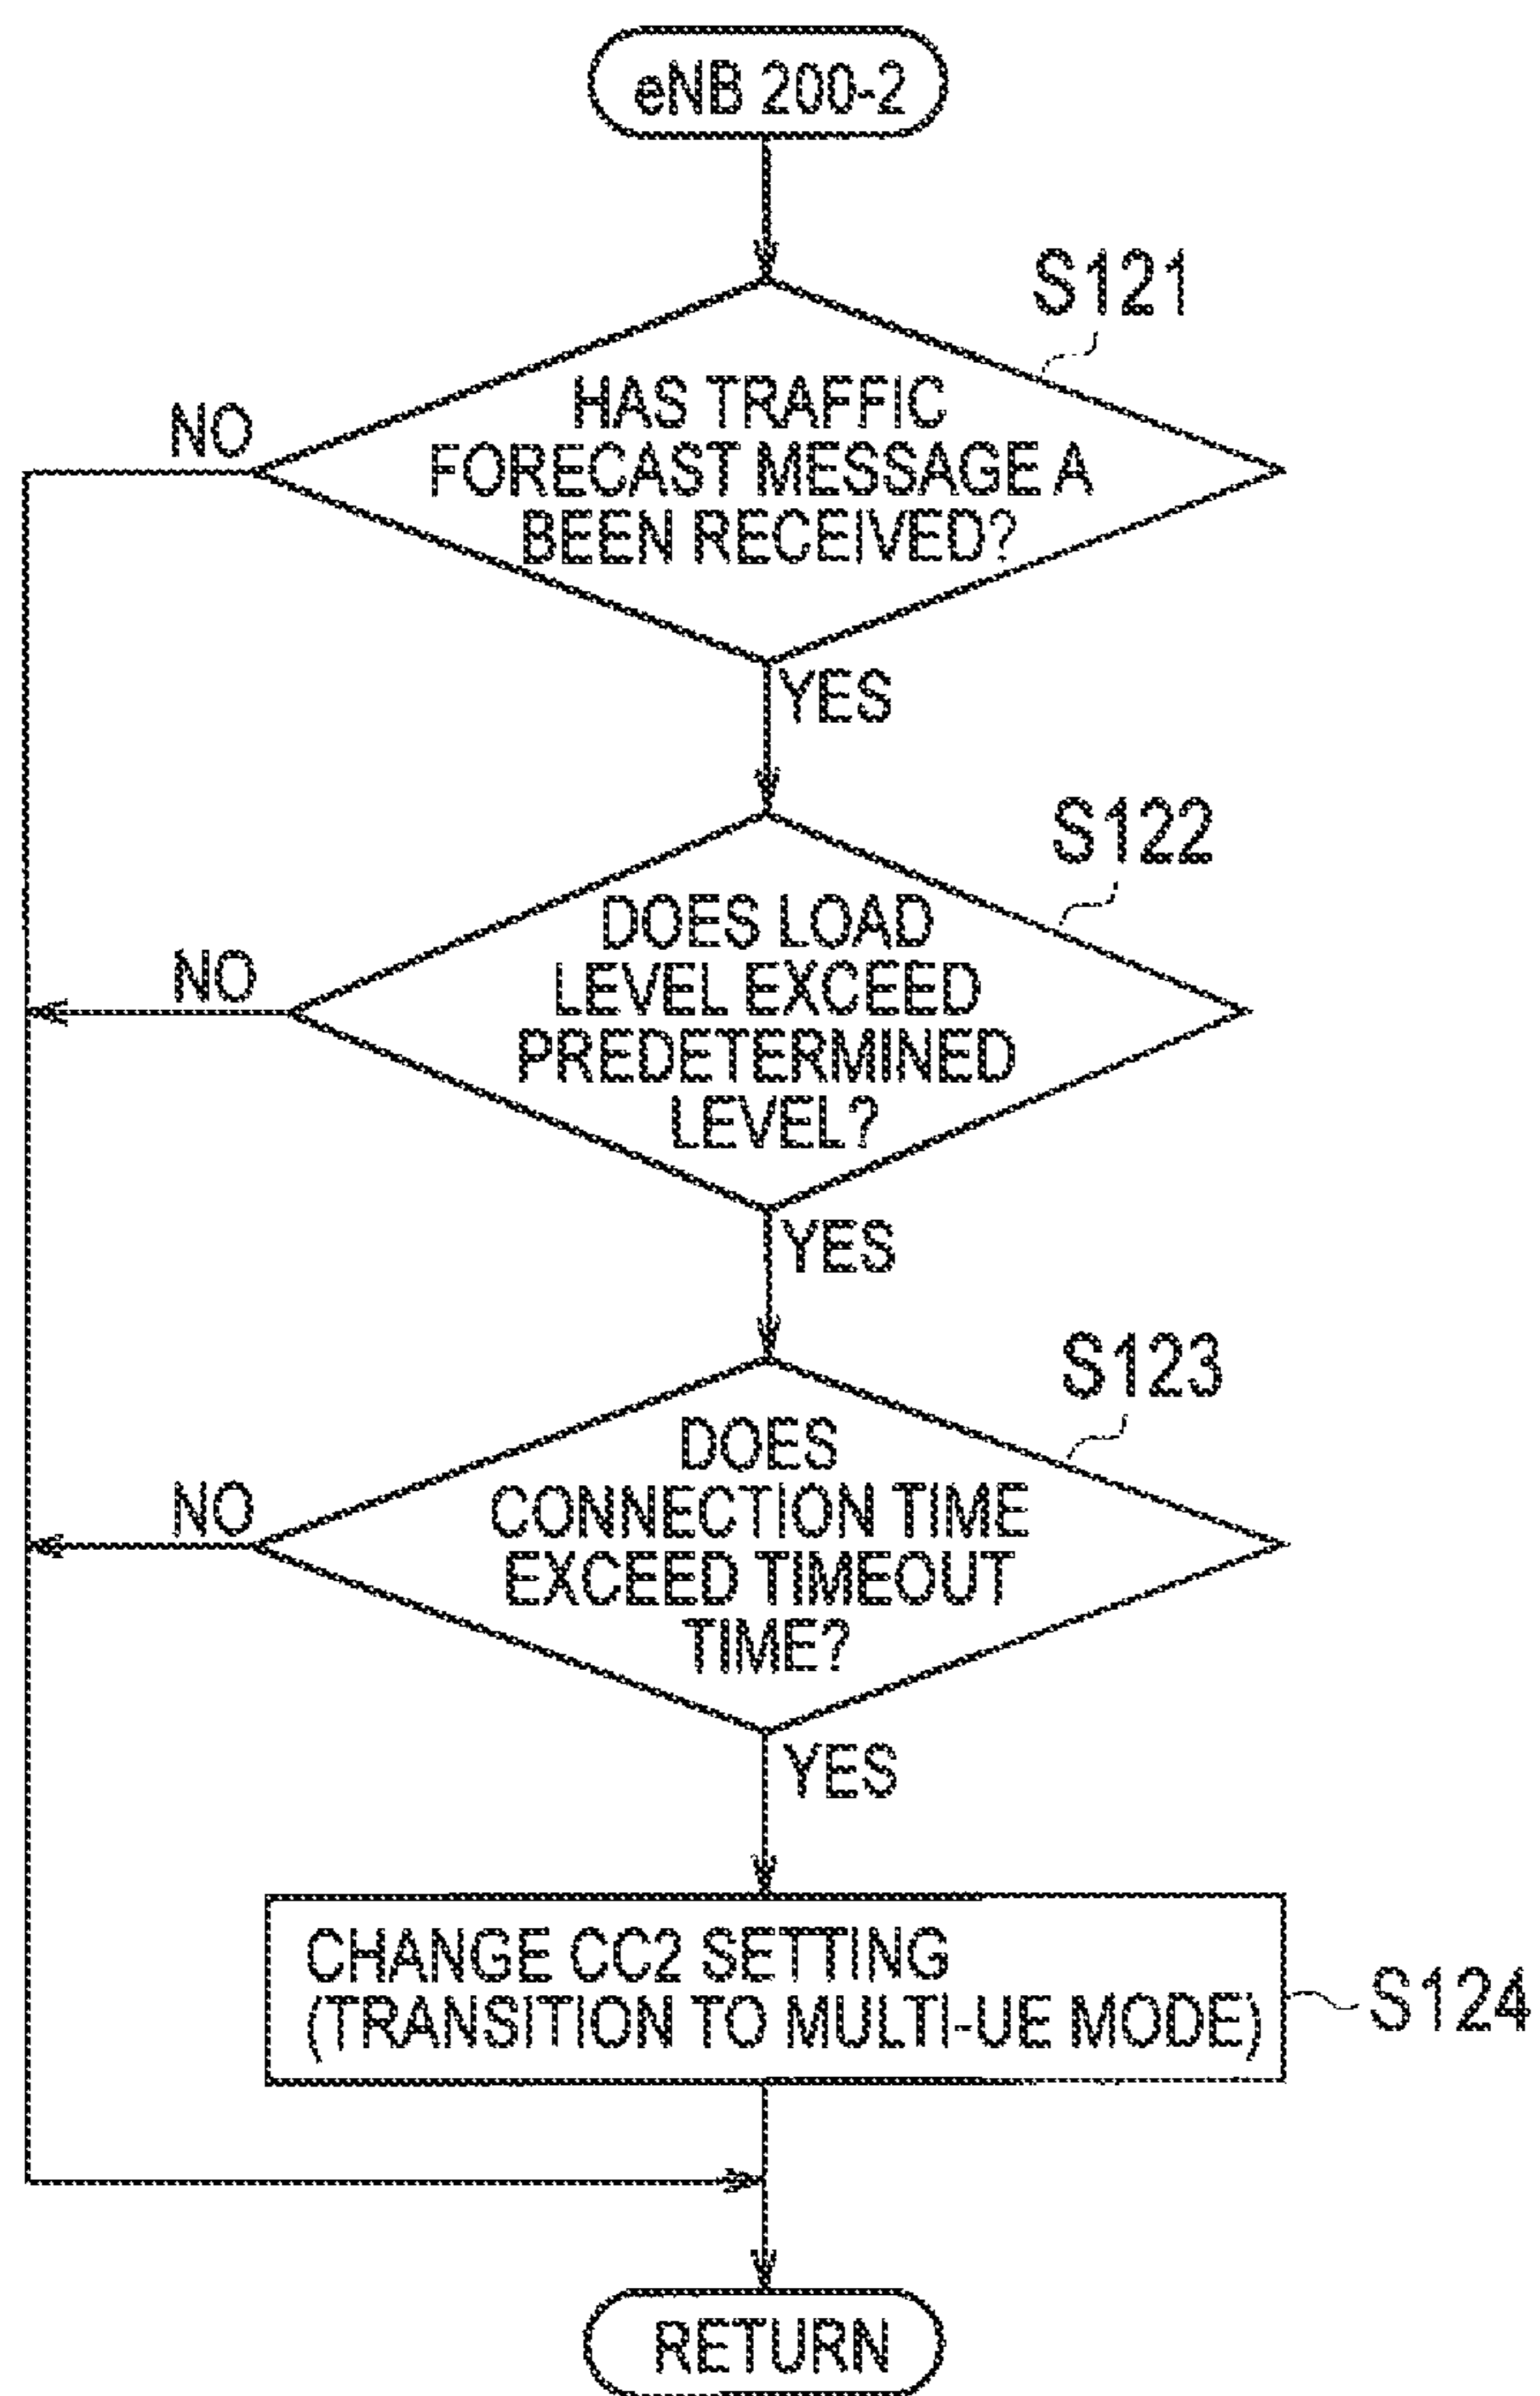 eNB 200-2
S121
HAS TRAFFIC
FORECAST MESSAGE A
BEEN RECEIVED?
NO
YES
S122
DOES LOAD
LEVEL EXCEED
PREDETERMINED
LEVEL?
NO
YES
S123
DOES
CONNECTION TIME
EXCEED TIMEOUT
TIME?
NO
YES
CHANGE CC2 SETTING
(TRANSITION TO MULTI-UE MODE)
S124
RETURN